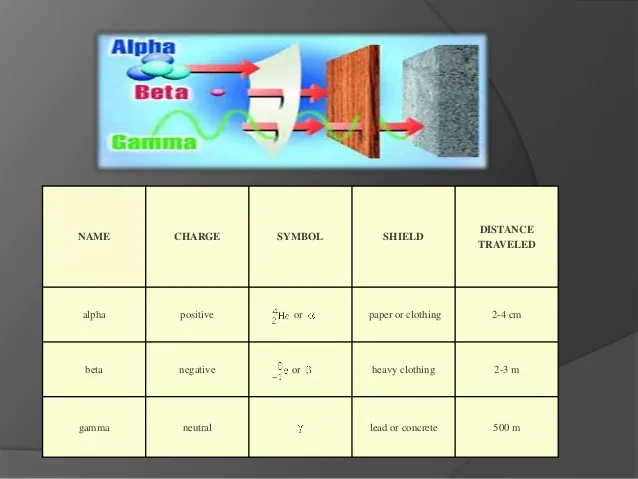 Alpha
Beta
Gamma
NAME CHARGE SYMBOL SHIELD DISTANCE
TRAVELED
alpha positive ⁴₂He or α paper or clothing 2-4 cm
beta negative ⁰₋₁e or β heavy clothing 2-3 m
gamma neutral γ lead or concrete 500 m